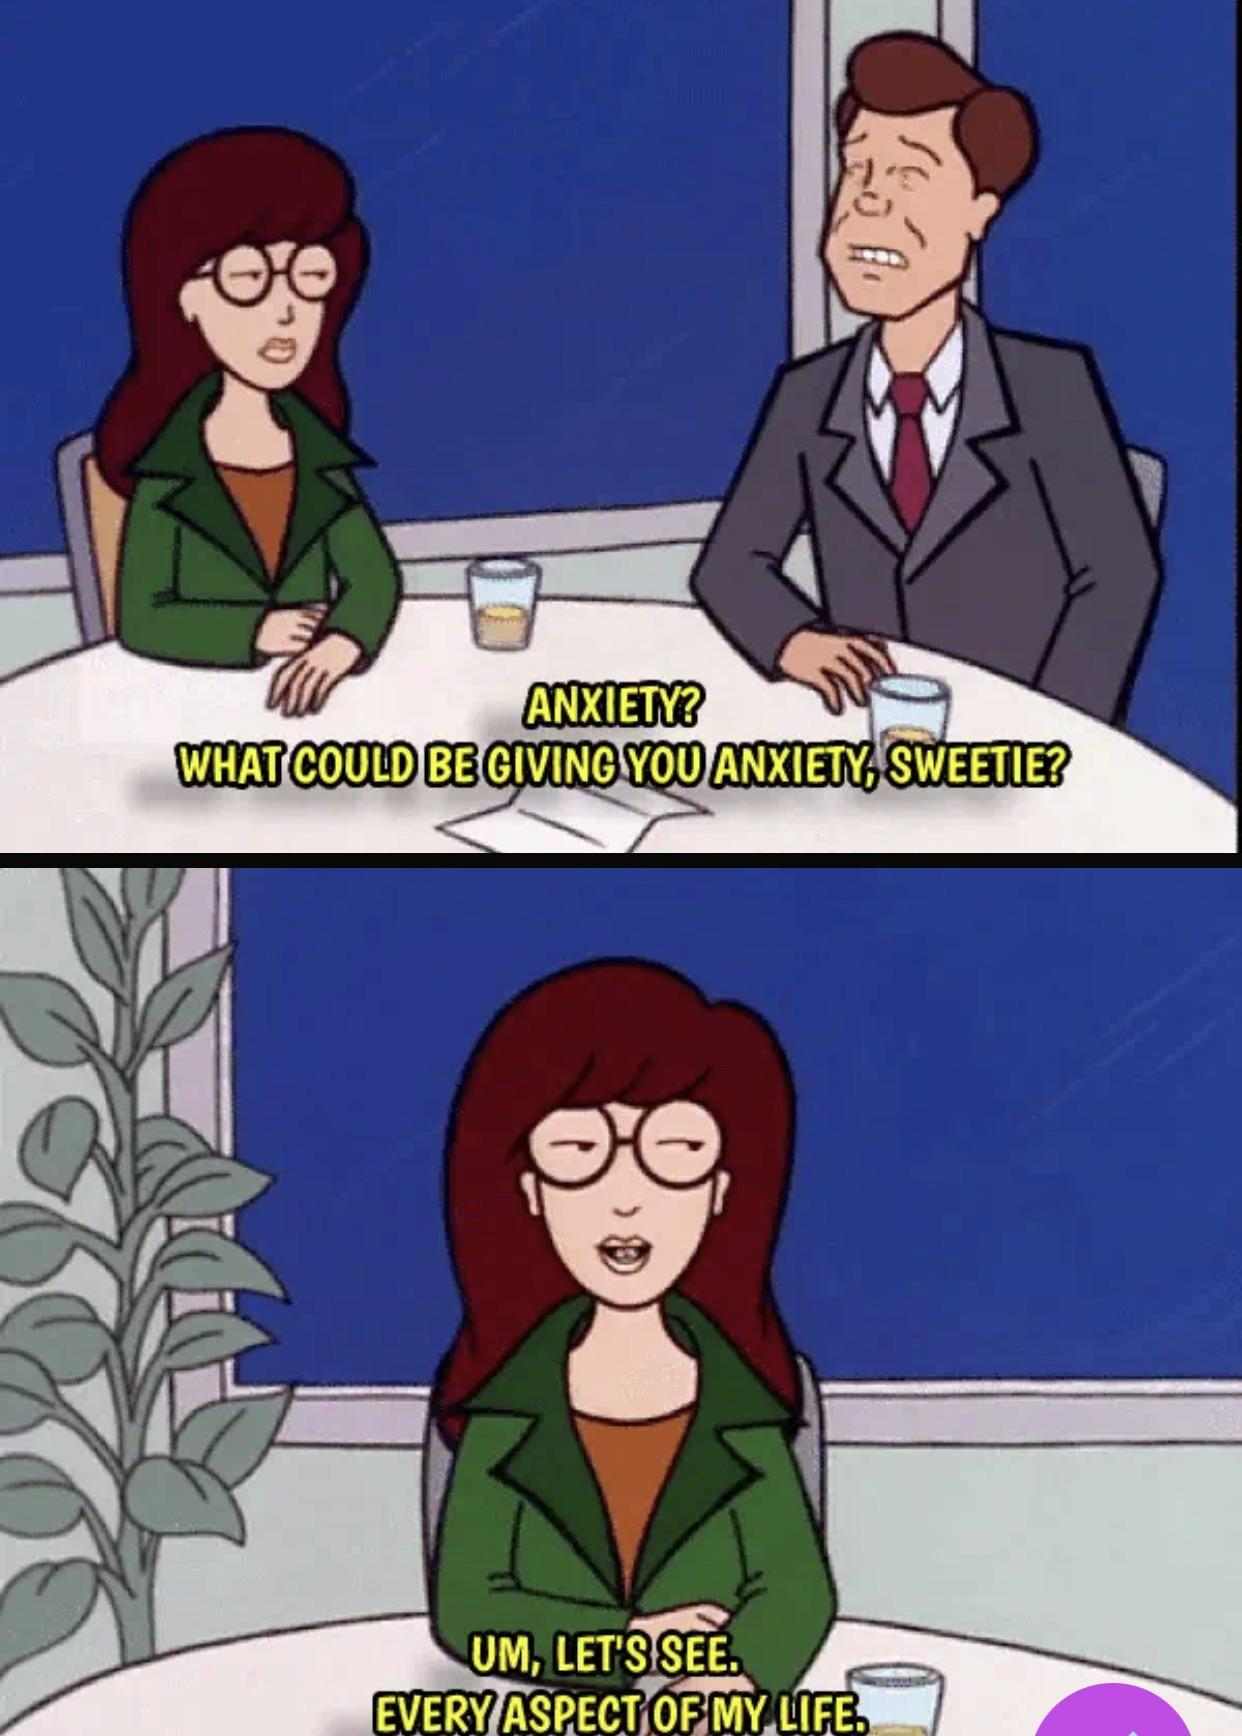 ANXIETY?
WHAT COULD BE GIVING YOU ANXIETY, SWEETIE?
UM, LET'S SEE.
EVERY ASPECT OF MY LIFE.